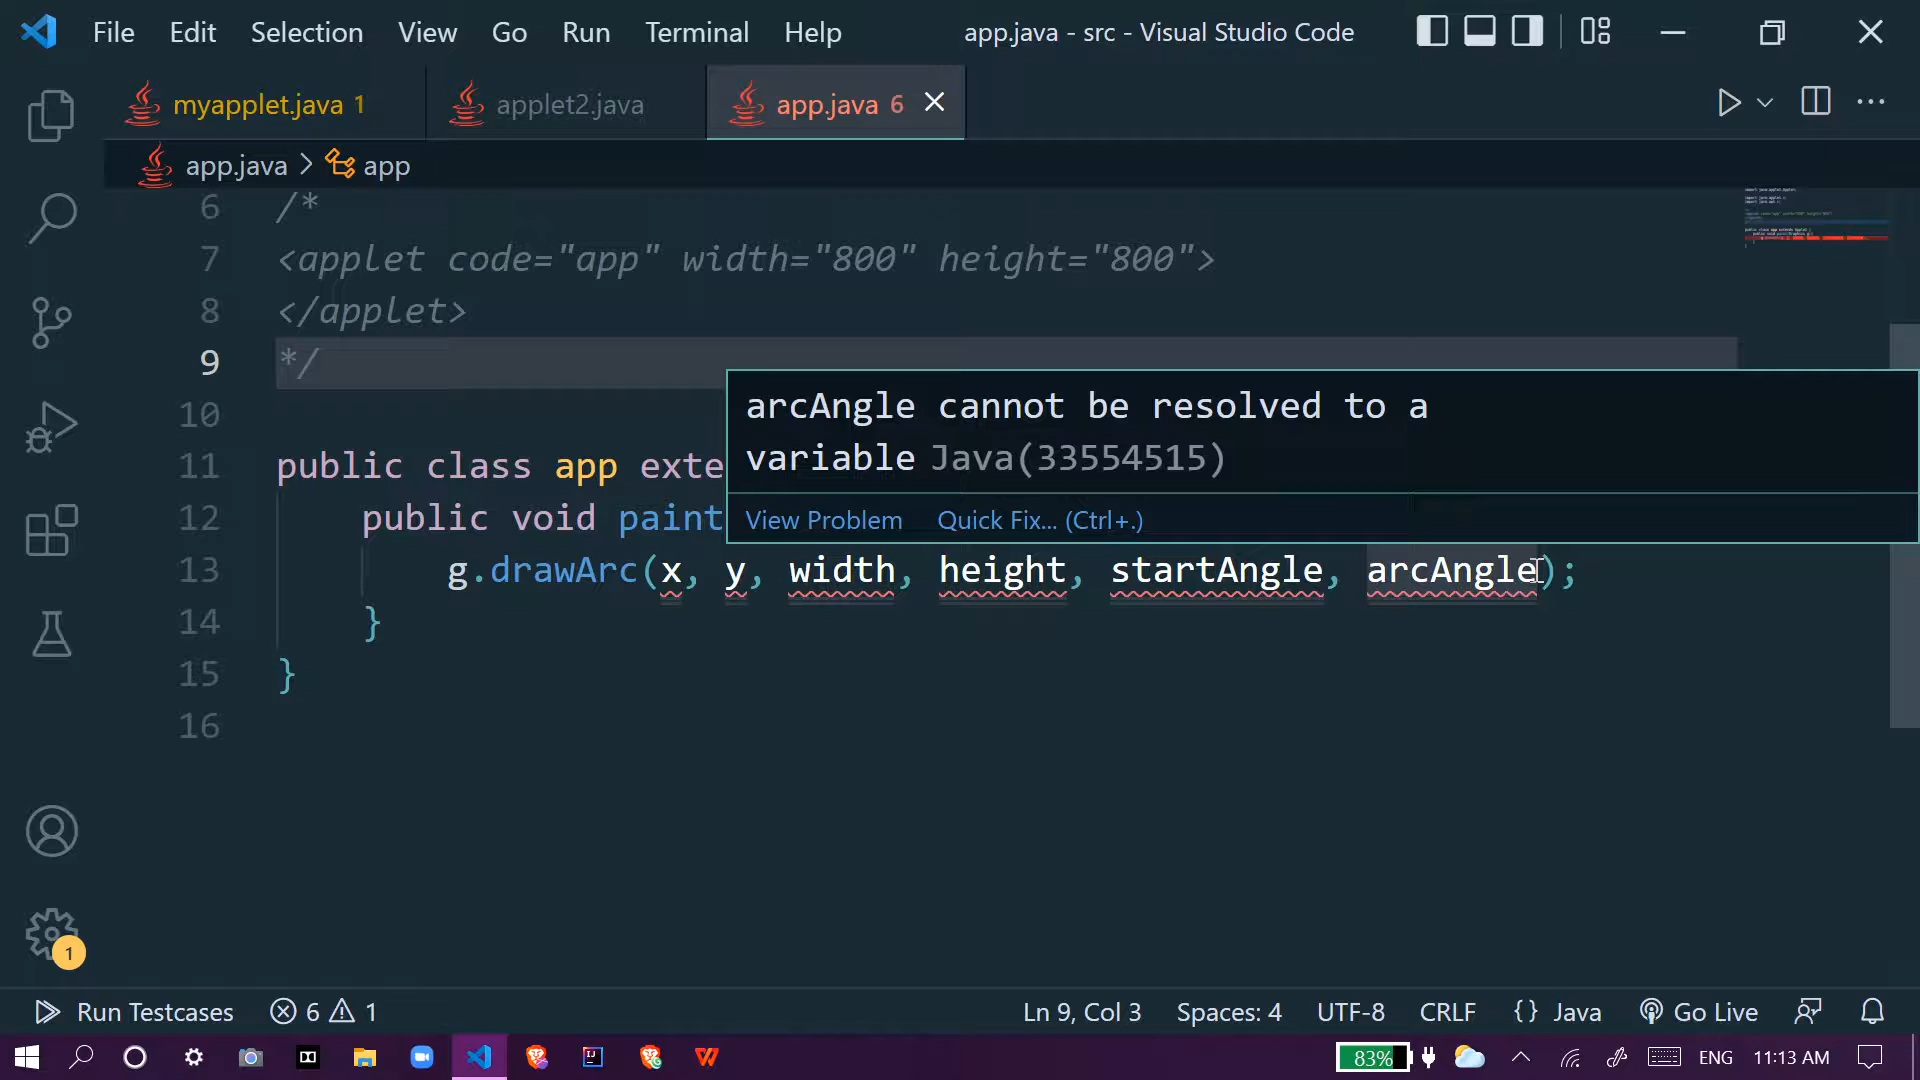 File Edit Selection View Go Run Terminal Help app.java - src - Visual Studio Code
myapplet.java 1 applet2.java app.java 6
app.java > app
6 /*
7 <applet code="app" width="800" height="800">
8 </applet>
9 */
10
arcAngle cannot be resolved to a
variable Java(33554515)
View Problem Quick Fix... (Ctrl+.)
11 public class app exte
12 public void paint
13 g.drawArc(x, y, width, height, startAngle, arcAngle);
14 }
15 }
16
1
Run Testcases 6 1 Ln 9, Col 3 Spaces: 4 UTF-8 CRLF {} Java Go Live
83% ENG 11:13 AM